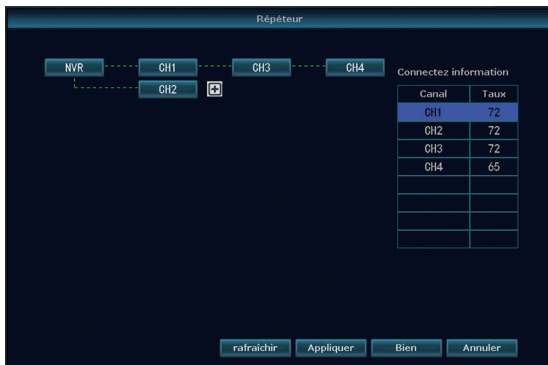 Répéteur
NVR CH1 CH3 CH4
CH2
Connectez information
Canal Taux
CH1 72
CH2 72
CH3 72
CH4 65
rafraichir Appliquer Bien Annuler